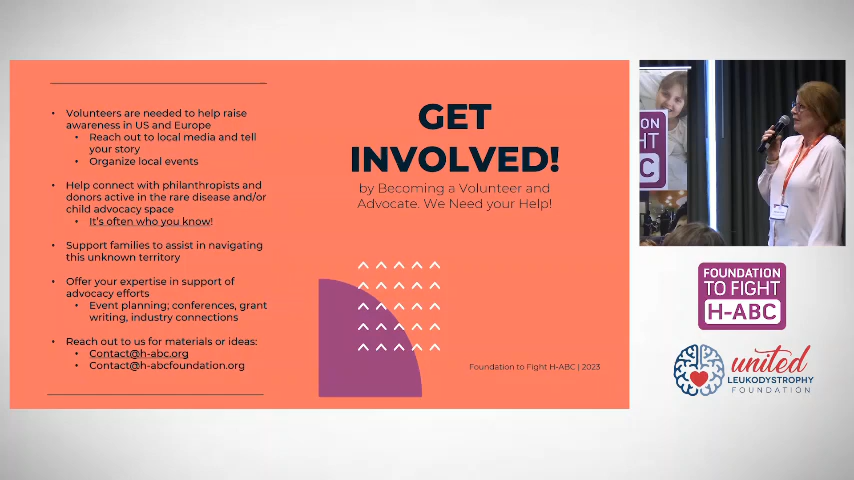 • Volunteers are needed to help raise
awareness in US and Europe
• Reach out to local media and tell
your story
• Organize local events
• Help connect with philanthropists and
donors active in the rare disease and/or
child advocacy space
• It's often who you know!
• Support families to assist in navigating
this unknown territory
• Offer your expertise in support of
advocacy efforts
• Event planning; conferences, grant
writing, industry connections
• Reach out to us for materials or ideas:
• Contact@h-abc.org
• Contact@h-abcfoundation.org
GET
INVOLVED!
by Becoming a Volunteer and
Advocate. We Need your Help!
Foundation to Fight H-ABC | 2023
ON
HT
C
FOUNDATION
TO FIGHT
H-ABC
united
LEUKODYSTROPHY
FOUNDATION